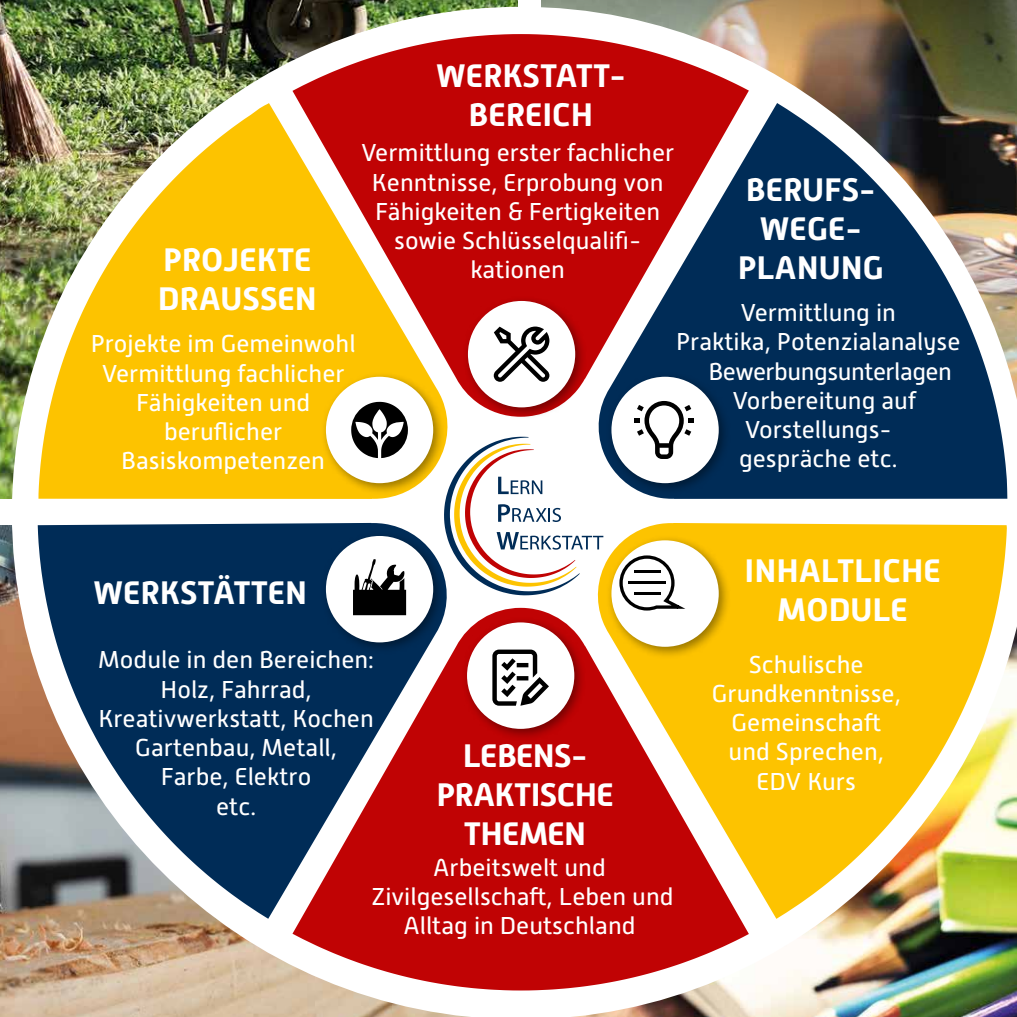 WERKSTATT-
BEREICH
Vermittlung erster fachlicher
Kenntnisse, Erprobung von
Fähigkeiten & Fertigkeiten
sowie Schlüsselqualifi-
kationen
BERUFS-
WEGE-
PLANUNG
Vermittlung in
Praktika, Potenzialanalyse
Bewerbungsunterlagen
Vorbereitung auf
Vorstellungs-
gespräche etc.
INHALTLICHE
MODULE
Schulische
Grundkenntnisse,
Gemeinschaft
und Sprechen,
EDV Kurs
LEBENS-
PRAKTISCHE
THEMEN
Arbeitswelt und
Zivilgesellschaft, Leben und
Alltag in Deutschland
WERKSTÄTTEN
Module in den Bereichen:
Holz, Fahrrad,
Kreativwerkstatt, Kochen
Gartenbau, Metall,
Farbe, Elektro
etc.
PROJEKTE
DRAUSSEN
Projekte im Gemeinwohl
Vermittlung fachlicher
Fähigkeiten und
beruflicher
Basiskompetenzen
LERN
PRAXIS
WERKSTATT